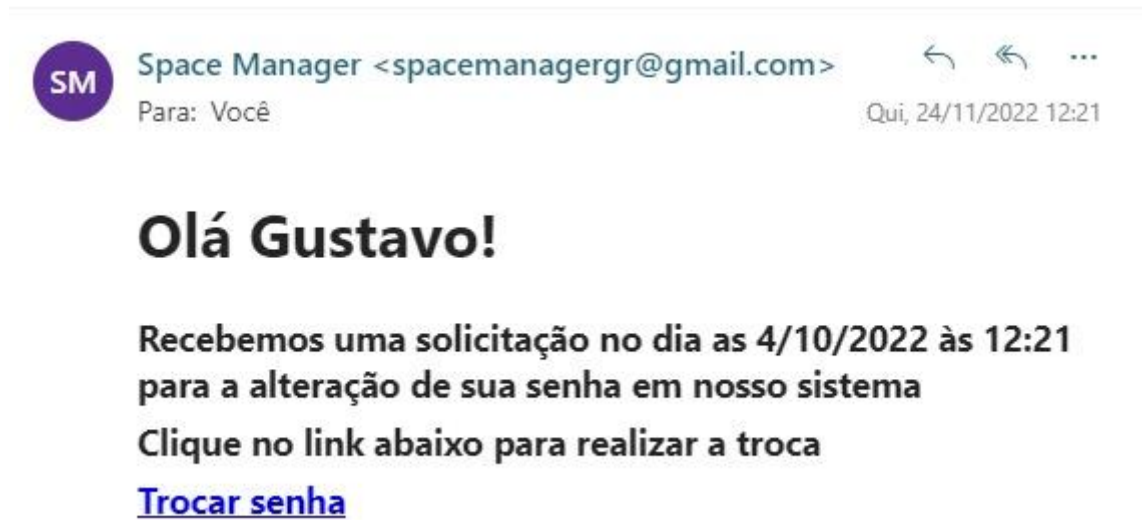 SM
Space Manager <spacemanagergr@gmail.com>
Para: Você
Qui, 24/11/2022 12:21
Olá Gustavo!
Recebemos uma solicitação no dia as 4/10/2022 às 12:21
para a alteração de sua senha em nosso sistema
Clique no link abaixo para realizar a troca
Trocar senha